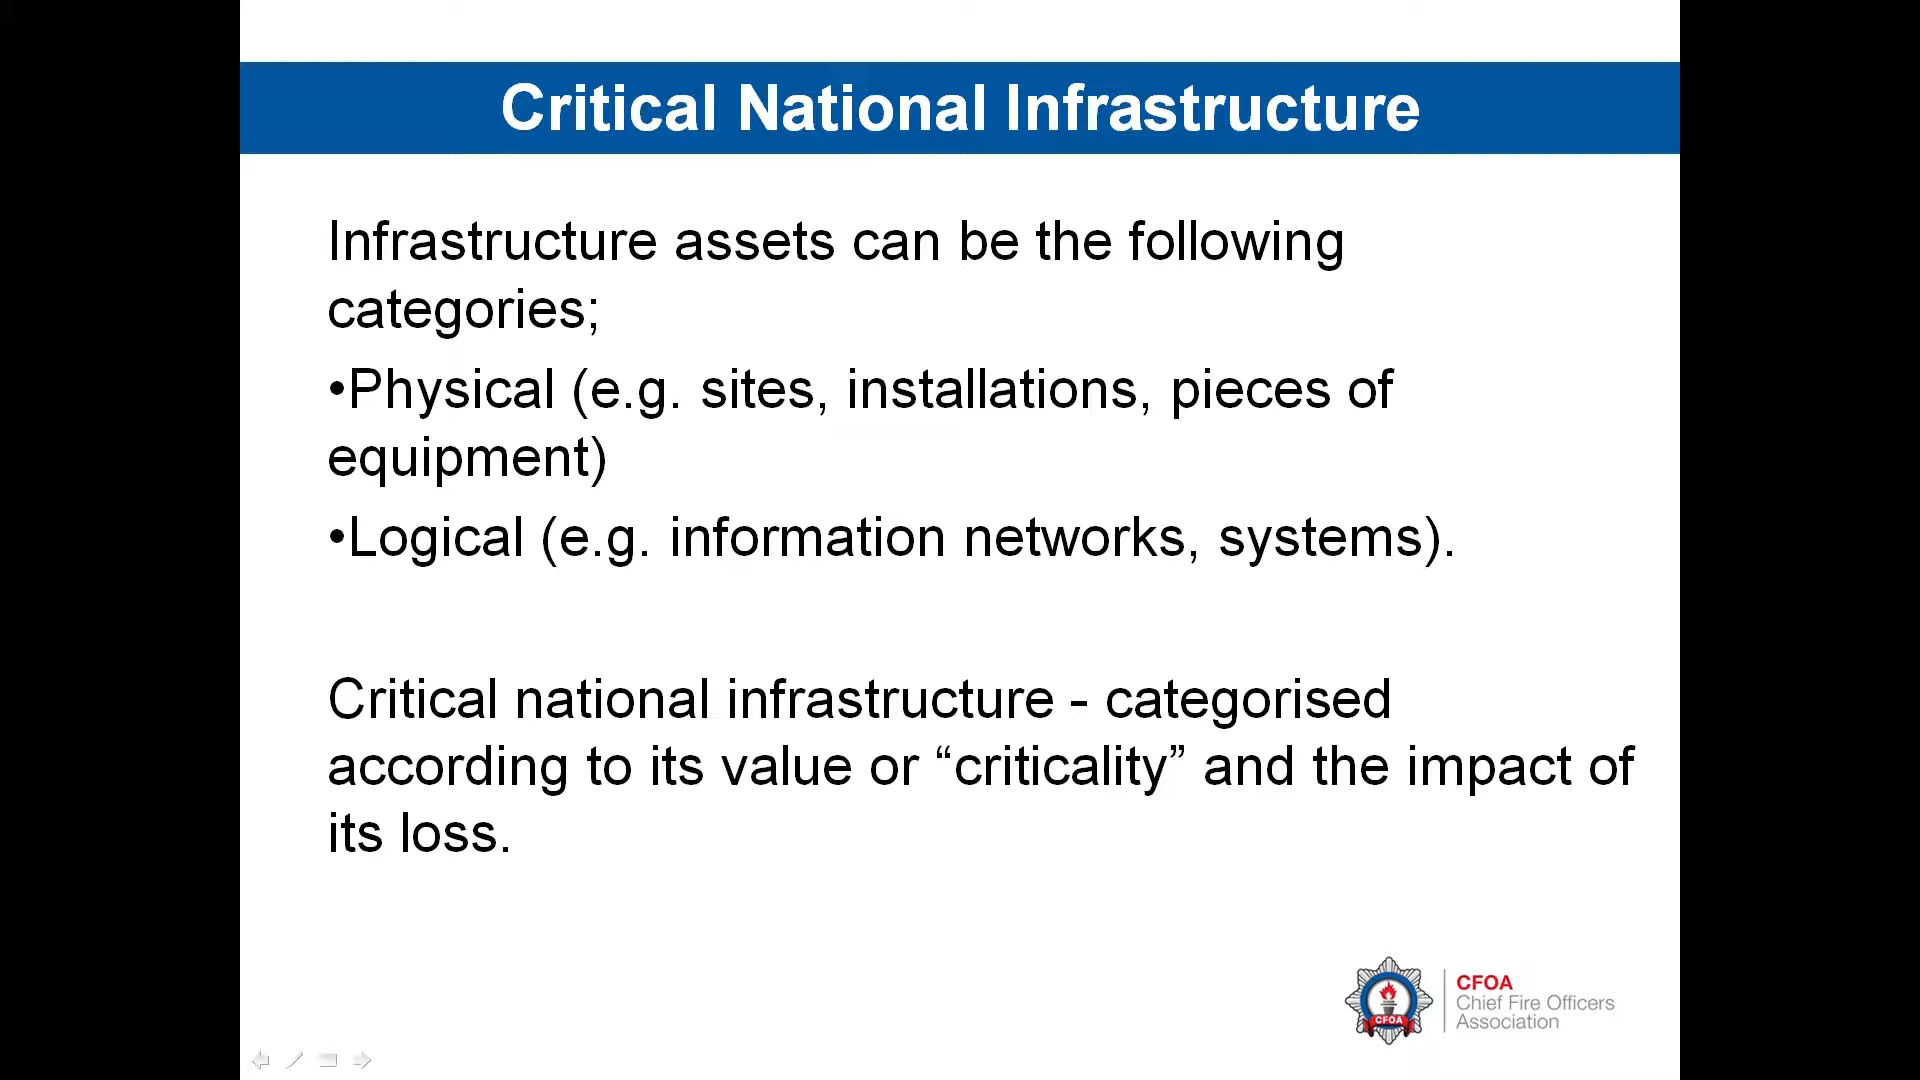 Critical National Infrastructure
Infrastructure assets can be the following
categories;
•Physical (e.g. sites, installations, pieces of
equipment)
•Logical (e.g. information networks, systems).
Critical national infrastructure - categorised
according to its value or “criticality” and the impact of
its loss.
CFOA
CFOA
Chief Fire Officers
Association